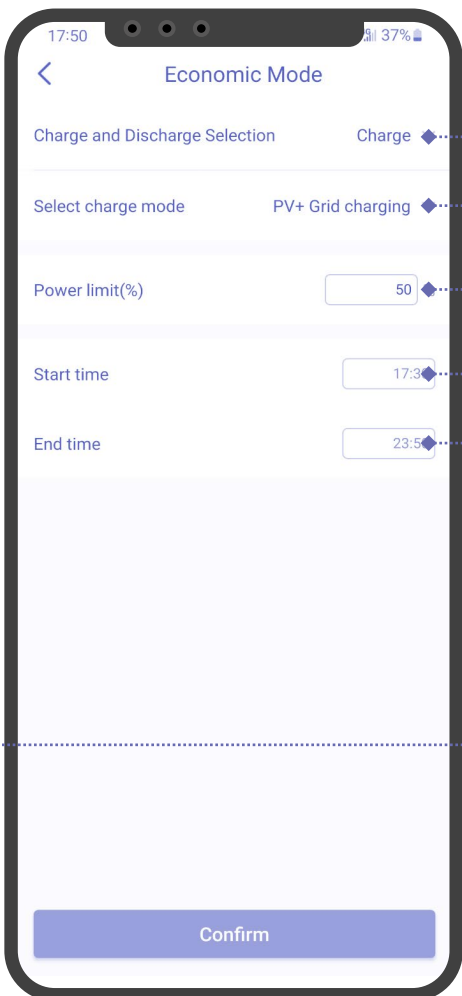 17:50 37%
Economic Mode
Charge and Discharge Selection Charge
Select charge mode PV+ Grid charging
Power limit(%) 50
Start time
End time
Confirm